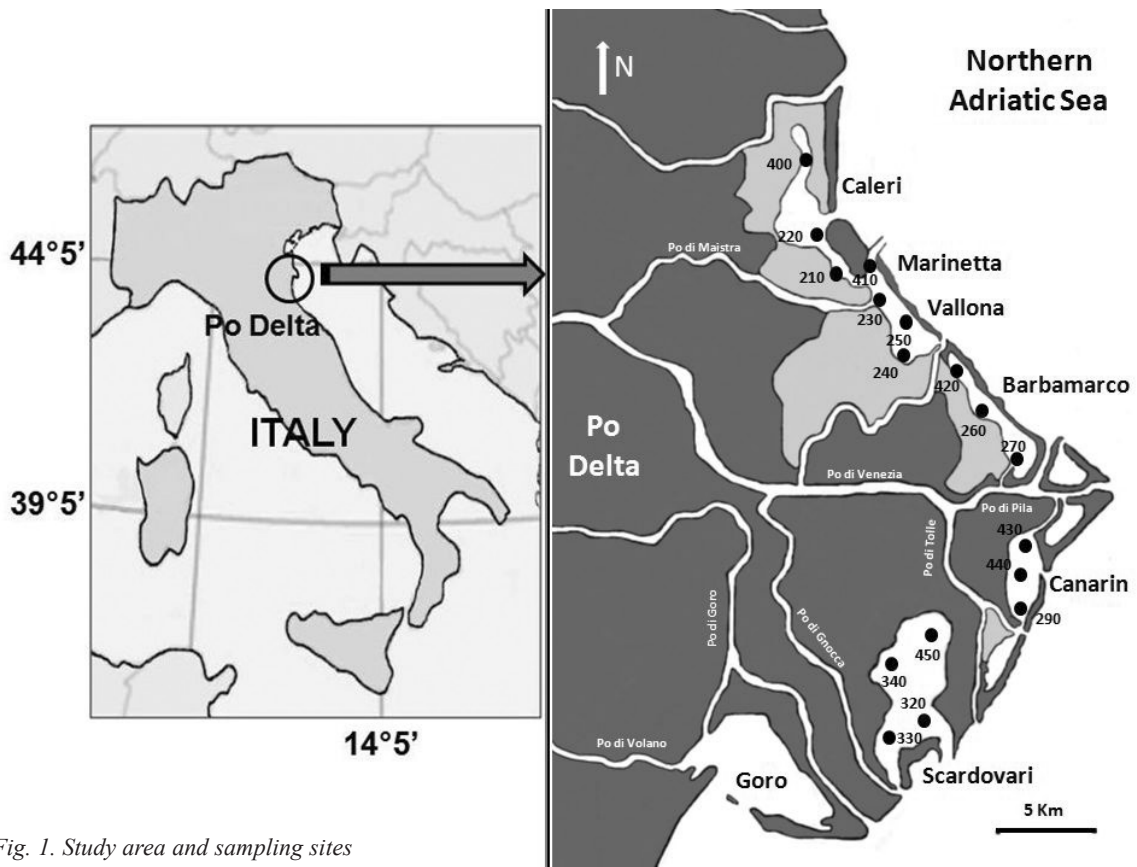 44°5'
39°5'
14°5'
Po Delta
ITALY
N
Northern
Adriatic Sea
400
Caleri
220
Po di Maistra
210
410
Marinetta
230
Vallona
250
240
420
Barbamarco
260
270
Po
Delta
Po di Venezia
Po di Pila
430
Po di Tolle
440
Canarin
290
Po di Goro
Po di Gnocca
450
340
320
330
Po di Volano
Goro
Scardovari
5 Km
Fig. 1. Study area and sampling sites